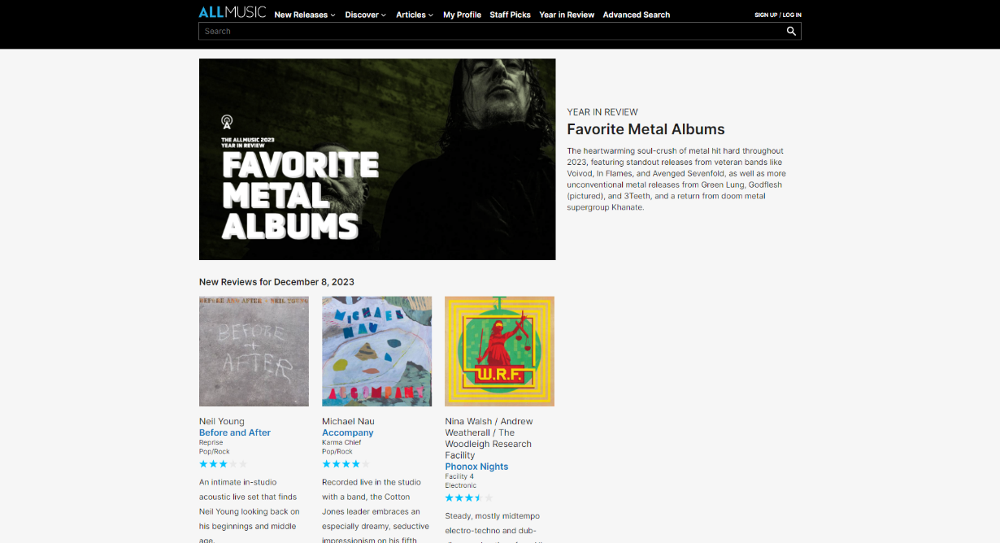 ALLMUSIC
New Releases
Discover
Articles
My Profile
Staff Picks
Year in Review
Advanced Search
SIGN UP / LOG IN
Search
THE ALLMUSIC 2023
YEAR IN REVIEW
FAVORITE
METAL
ALBUMS
YEAR IN REVIEW
Favorite Metal Albums
The heartwarming soul-crush of metal hit hard throughout
2023, featuring standout releases from veteran bands like
Voivod, In Flames, and Avenged Sevenfold, as well as more
unconventional metal releases from Green Lung, Godflesh
(pictured), and 3Teeth, and a return from doom metal
supergroup Khanate.
New Reviews for December 8, 2023
BEFORE AND AFTER • NEIL YOUNG
BEFORE
+
AFTER
Neil Young
Before and After
Reprise
Pop/Rock
An intimate in-studio
acoustic live set that finds
Neil Young looking back on
his beginnings and middle
age.
MICHAEL
NAU
ACCOMPANY
Michael Nau
Accompany
Karma Chief
Pop/Rock
Recorded live in the studio
with a band, the Cotton
Jones leader embraces an
especially dreamy, seductive
impressionism on his fifth
W.R.F.
Nina Walsh / Andrew
Weatherall / The
Woodleigh Research
Facility
Phonox Nights
Facility 4
Electronic
Steady, mostly midtempo
electro-techno and dub-